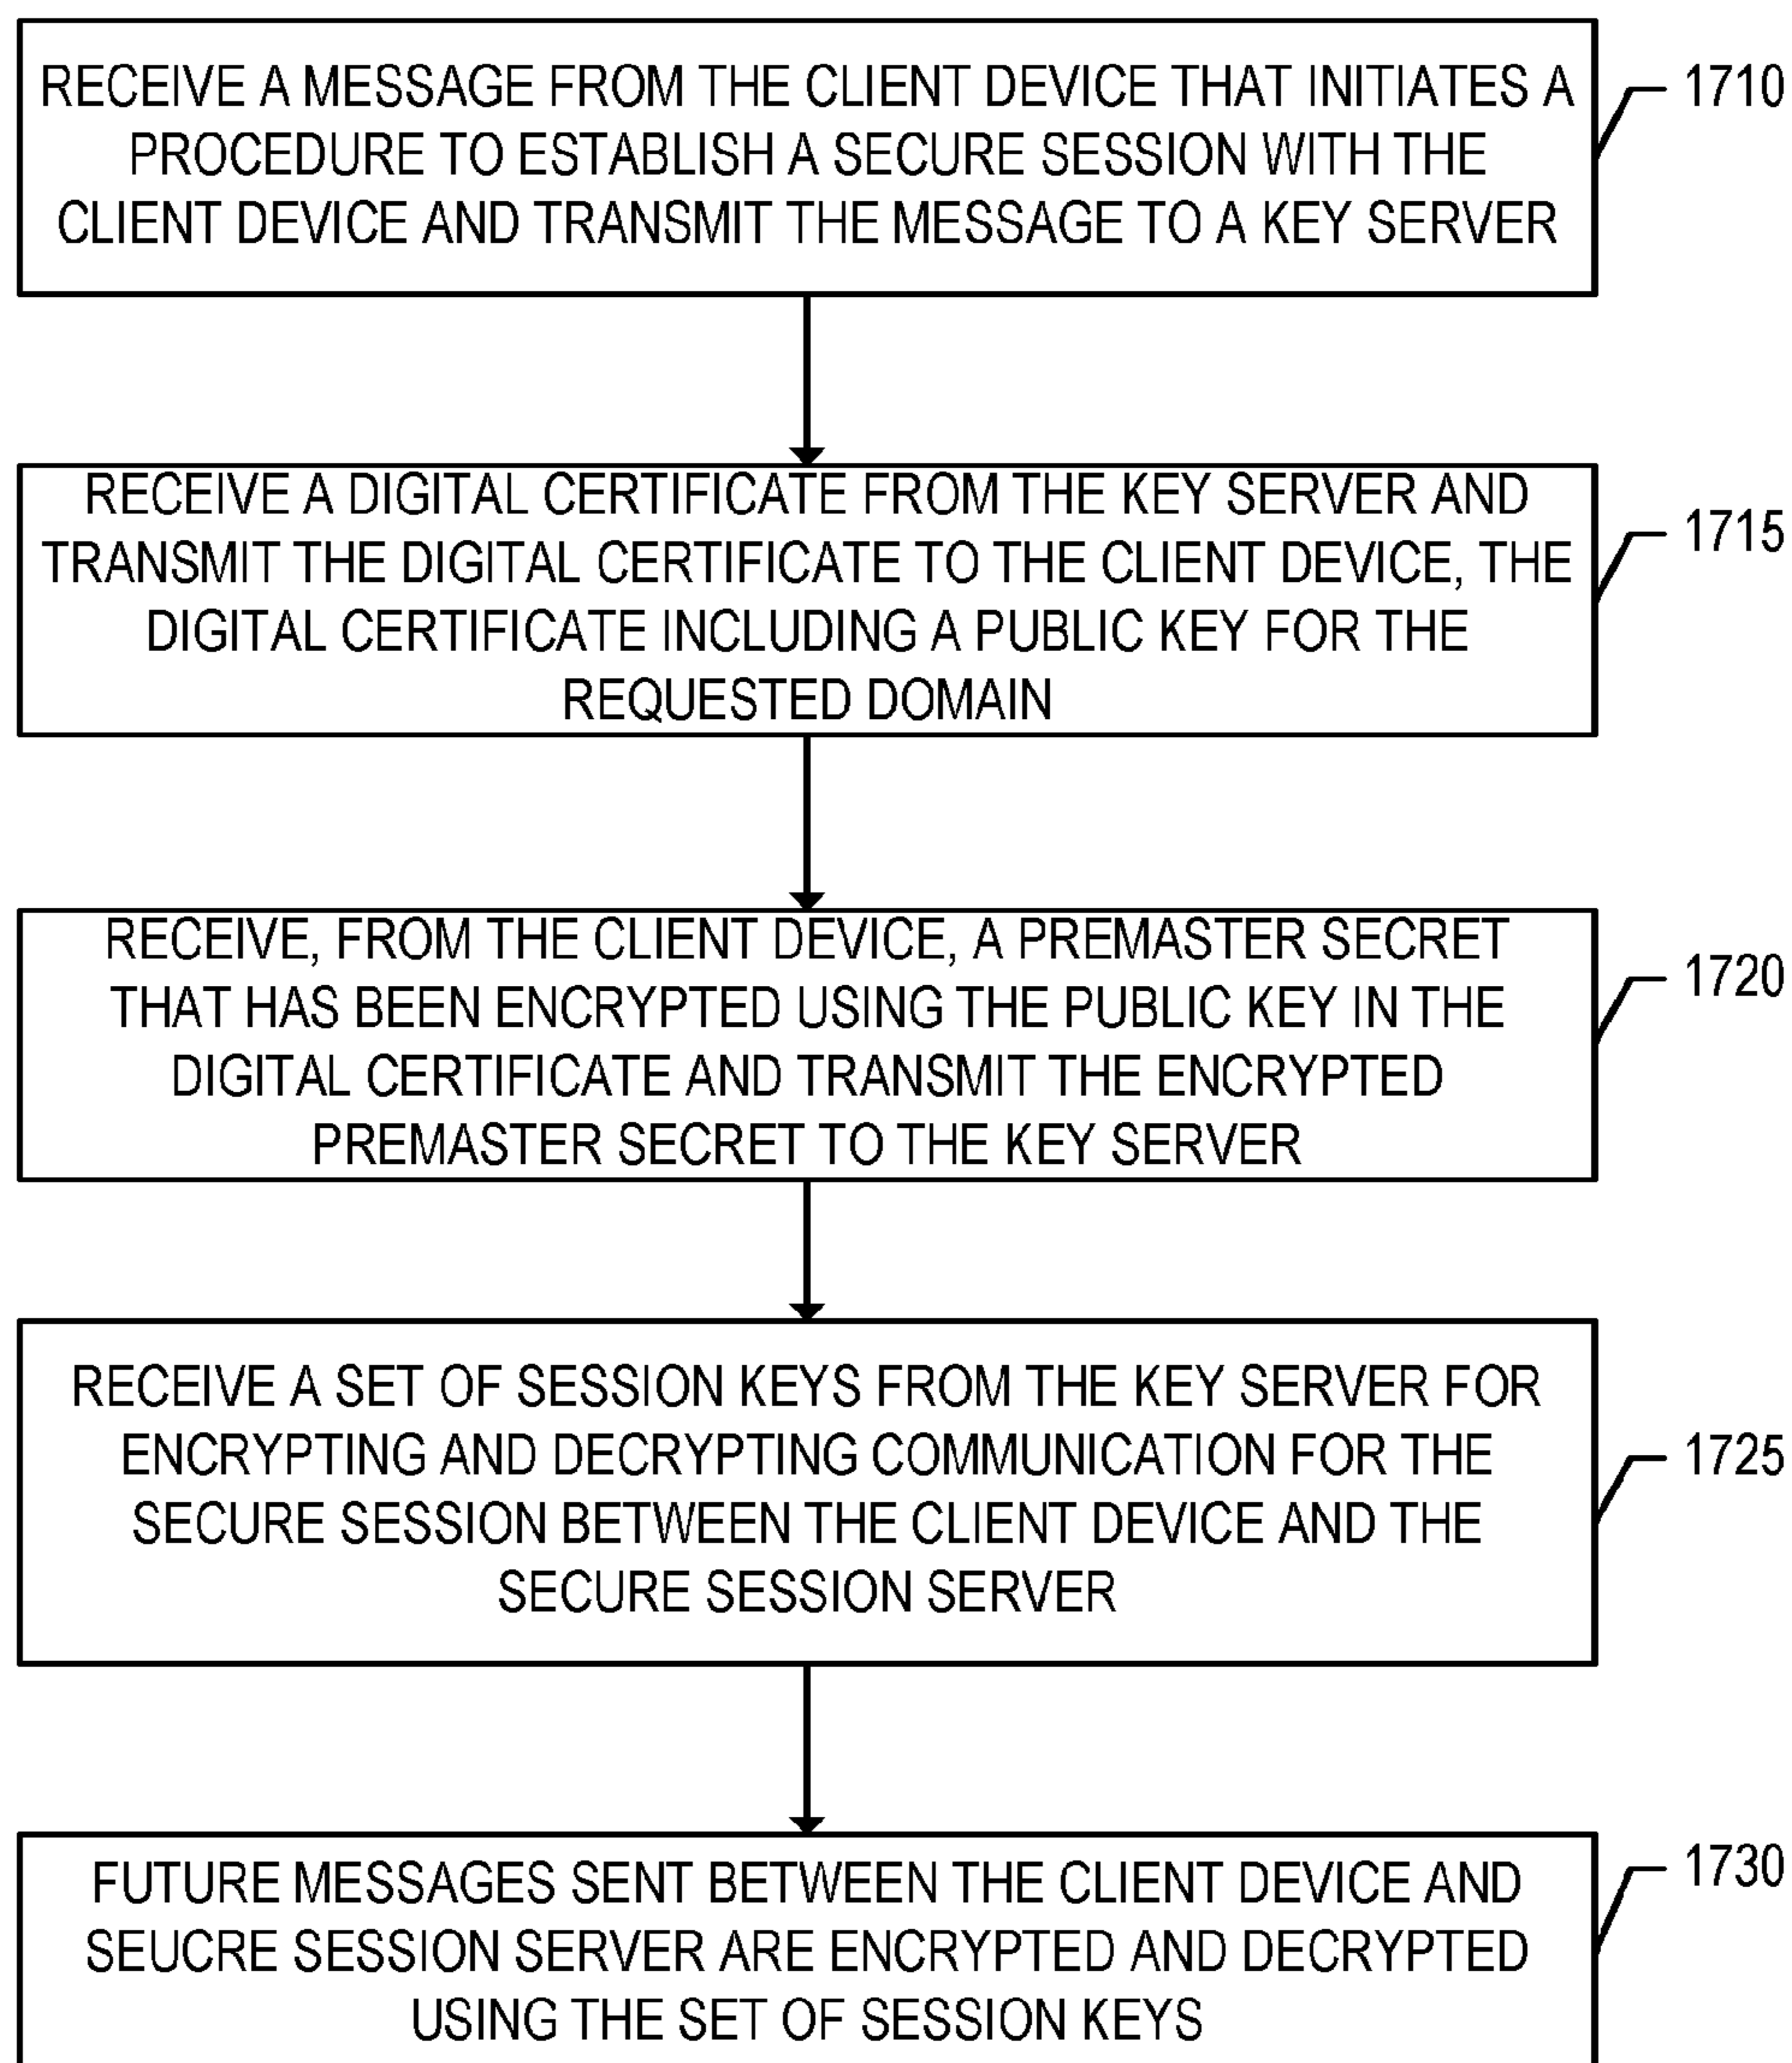 RECEIVE A MESSAGE FROM THE CLIENT DEVICE THAT INITIATES A
PROCEDURE TO ESTABLISH A SECURE SESSION WITH THE
CLIENT DEVICE AND TRANSMIT THE MESSAGE TO A KEY SERVER
1710
RECEIVE A DIGITAL CERTIFICATE FROM THE KEY SERVER AND
TRANSMIT THE DIGITAL CERTIFICATE TO THE CLIENT DEVICE, THE
DIGITAL CERTIFICATE INCLUDING A PUBLIC KEY FOR THE
REQUESTED DOMAIN
1715
RECEIVE, FROM THE CLIENT DEVICE, A PREMASTER SECRET
THAT HAS BEEN ENCRYPTED USING THE PUBLIC KEY IN THE
DIGITAL CERTIFICATE AND TRANSMIT THE ENCRYPTED
PREMASTER SECRET TO THE KEY SERVER
1720
RECEIVE A SET OF SESSION KEYS FROM THE KEY SERVER FOR
ENCRYPTING AND DECRYPTING COMMUNICATION FOR THE
SECURE SESSION BETWEEN THE CLIENT DEVICE AND THE
SECURE SESSION SERVER
1725
FUTURE MESSAGES SENT BETWEEN THE CLIENT DEVICE AND
SEUCRE SESSION SERVER ARE ENCRYPTED AND DECRYPTED
USING THE SET OF SESSION KEYS
1730